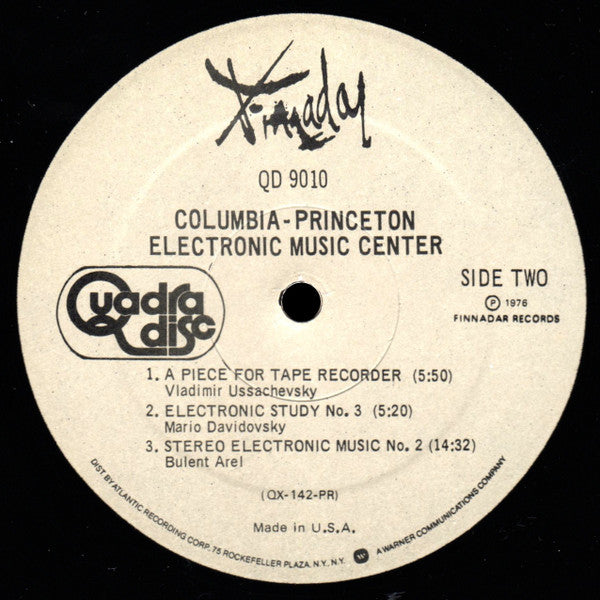 Finnadar
QD 9010
COLUMBIA-PRINCETON
ELECTRONIC MUSIC CENTER
Quadra
disc
SIDE TWO
℗ 1976
FINNADAR RECORDS
1. A PIECE FOR TAPE RECORDER (5:50)
Vladimir Ussachevsky
2. ELECTRONIC STUDY No. 3 (5:20)
Mario Davidovsky
3. STEREO ELECTRONIC MUSIC No. 2 (14:32)
Bulent Arel
(QX-142-PR)
Made in U.S.A.
DIST. BY ATLANTIC RECORDING CORP. 75 ROCKEFELLER PLAZA, N.Y., N.Y. W A WARNER COMMUNICATIONS COMPANY